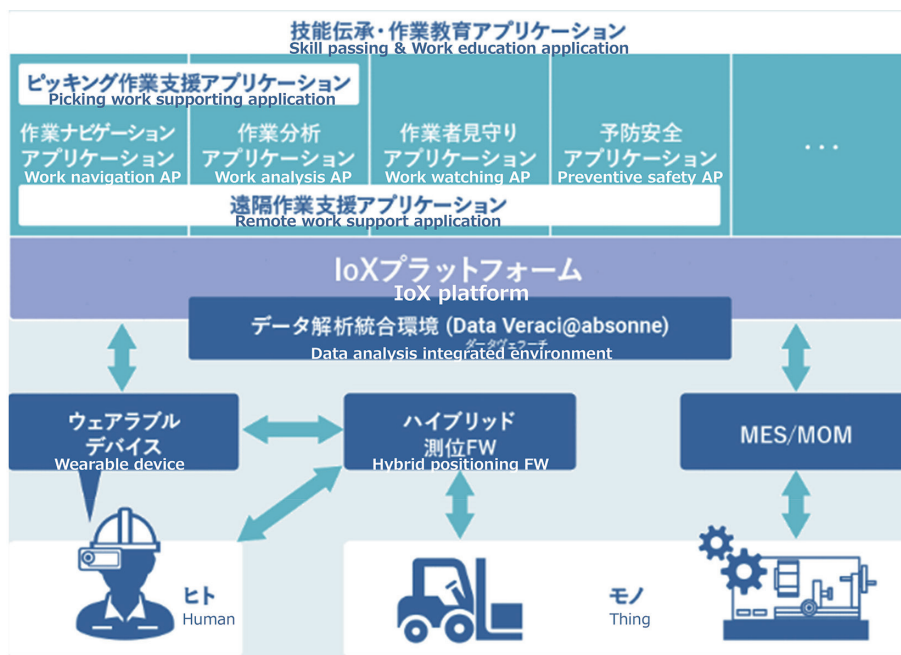 技能伝承・作業教育アプリケーション
Skill passing & Work education application
ピッキング作業支援アプリケーション
Picking work supporting application
作業ナビゲーション
アプリケーション
Work navigation AP
作業分析
アプリケーション
Work analysis AP
作業者見守り
アプリケーション
Work watching AP
予防安全
アプリケーション
Preventive safety AP
...
遠隔作業支援アプリケーション
Remote work support application
IoXプラットフォーム
IoX platform
データ解析統合環境 (Data Veraci@absonne)
ダータヴェラーチ
Data analysis integrated environment
ウェアラブル
デバイス
Wearable device
ハイブリッド
測位FW
Hybrid positioning FW
MES/MOM
ヒト
Human
モノ
Thing